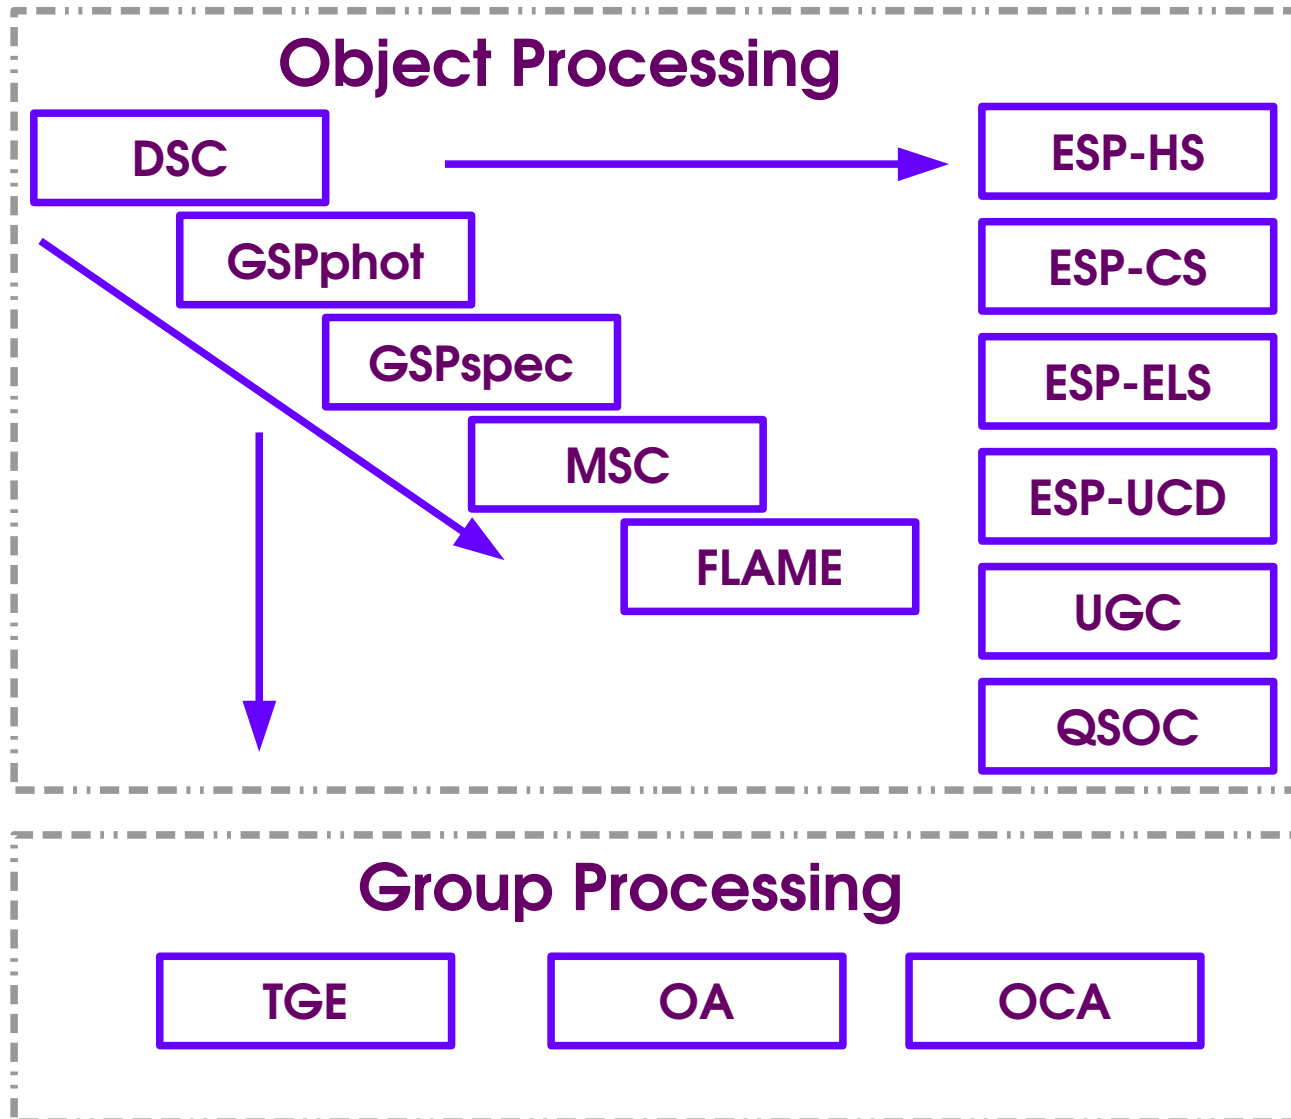 Object Processing
DSC
GSPphot
GSPspec
MSC
FLAME
ESP-HS
ESP-CS
ESP-ELS
ESP-UCD
UGC
QSOC
Group Processing
TGE
OA
OCA